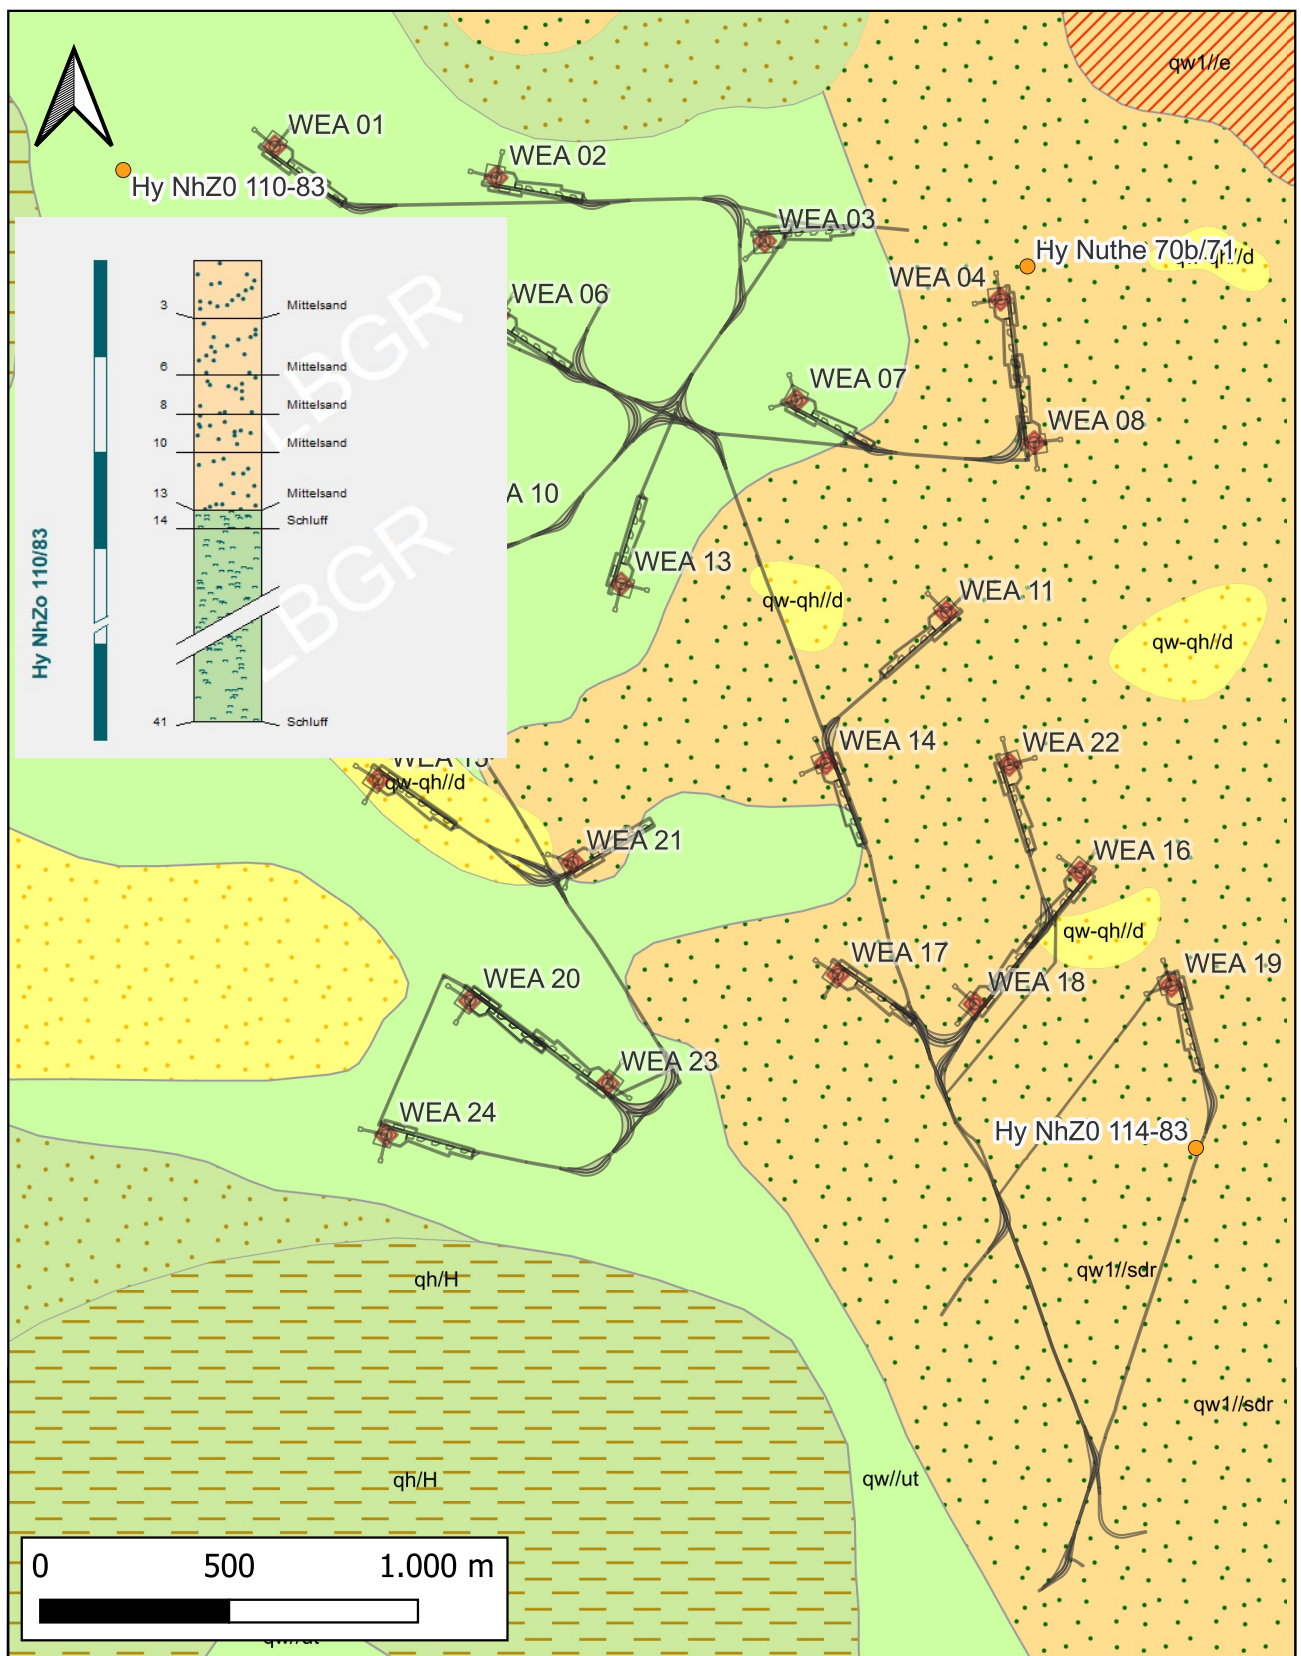 qw1//e
WEA 01
WEA 02
Hy NhZ0 110-83
WEA 03
Hy Nuthe 70b/71
qw-qh//d
WEA 04
WEA 06
3 Mittelsand
6 Mittelsand
8 Mittelsand
10 Mittelsand
13 Mittelsand
14 Schluff
41 Schluff
Hy NhZo 110/83
LBGR
LBGR
WEA 07
WEA 08
A 10
WEA 13
qw-qh//d
WEA 11
qw-qh//d
WEA 14
WEA 22
qw-qh//d
WEA 21
WEA 16
qw-qh//d
WEA 17
WEA 18
WEA 19
WEA 20
WEA 23
WEA 24
Hy NhZ0 114-83
qh/H
qw1//sdr
qw1//sdr
qh/H
qw//ut
0 500 1.000 m
qw//ut